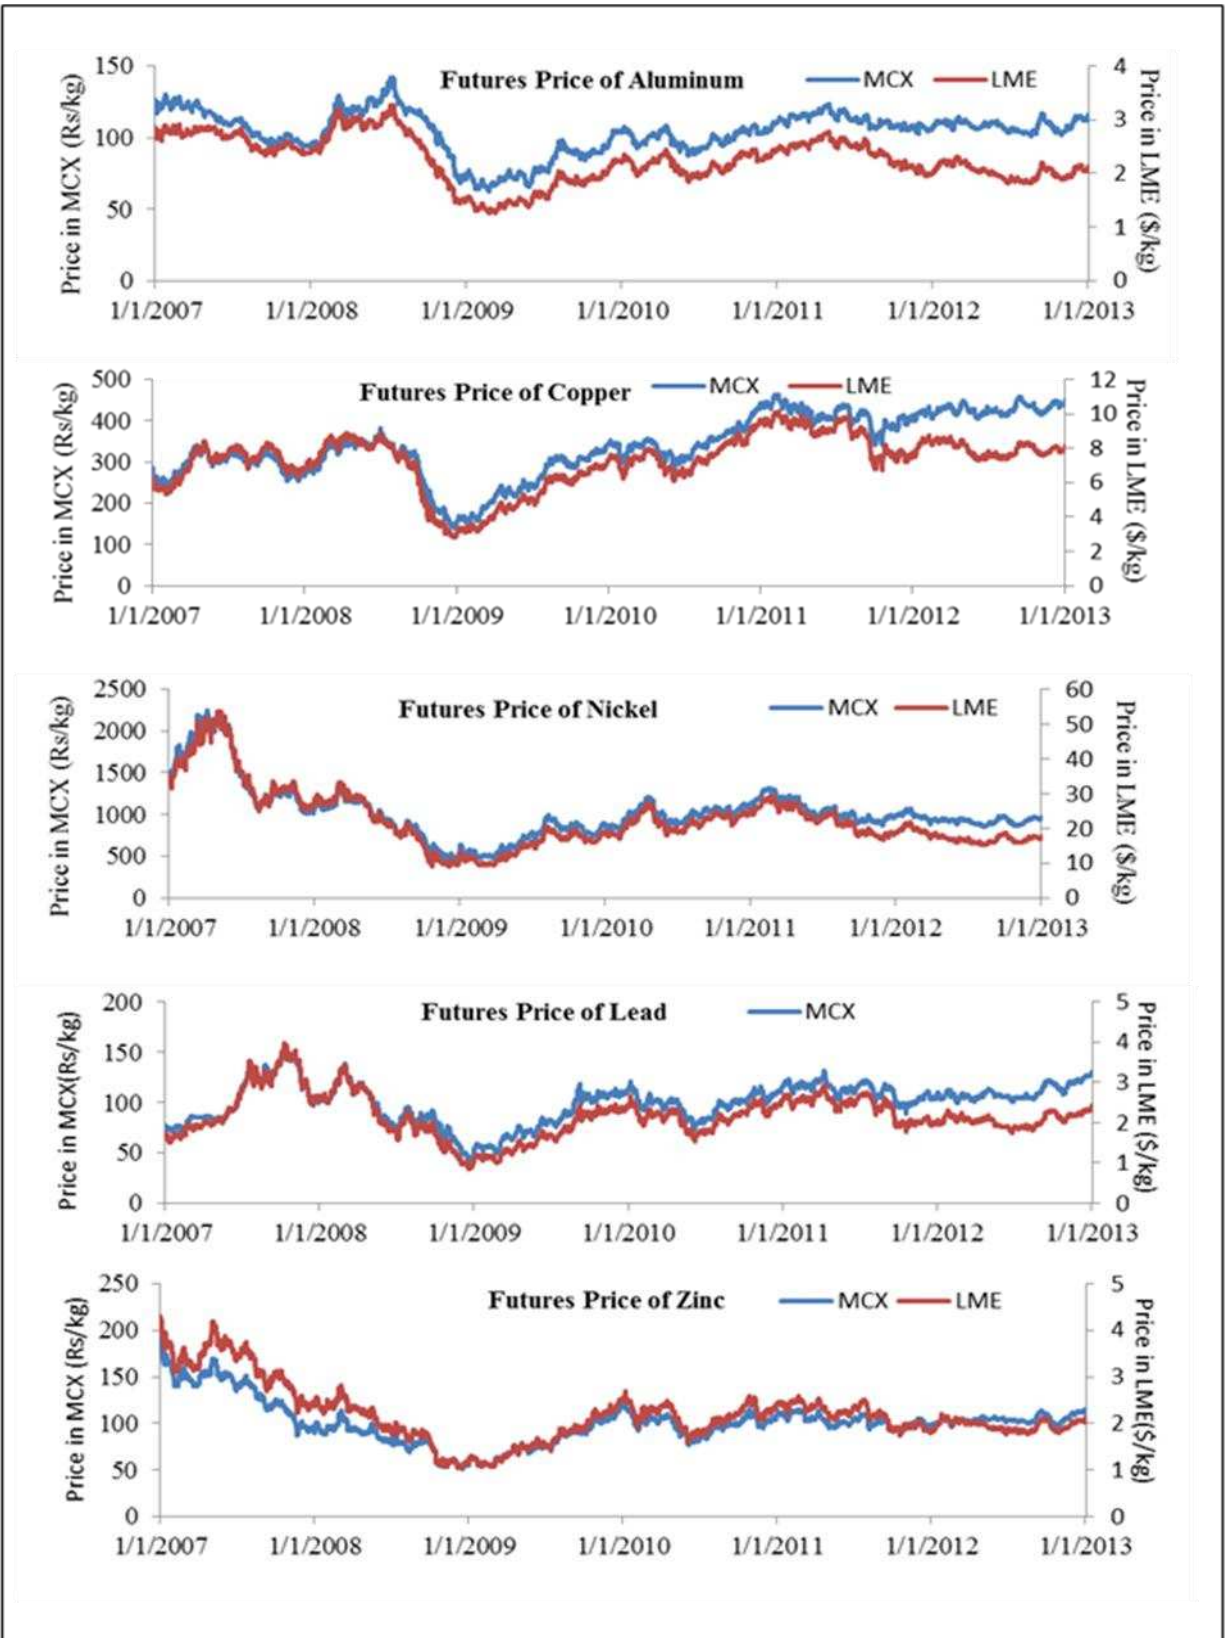 Futures Price of Aluminum MCX LME
Price in MCX (Rs/kg)
150
100
50
0
4
3
2
1
0
Price in LME ($/kg)
1/1/2007 1/1/2008 1/1/2009 1/1/2010 1/1/2011 1/1/2012 1/1/2013
Futures Price of Copper MCX LME
Price in MCX (Rs/kg)
500
400
300
200
100
0
12
10
8
6
4
2
0
Price in LME ($/kg)
1/1/2007 1/1/2008 1/1/2009 1/1/2010 1/1/2011 1/1/2012 1/1/2013
Futures Price of Nickel MCX LME
Price in MCX (Rs/kg)
2500
2000
1500
1000
500
0
60
50
40
30
20
10
0
Price in LME ($/kg)
1/1/2007 1/1/2008 1/1/2009 1/1/2010 1/1/2011 1/1/2012 1/1/2013
Futures Price of Lead MCX
Price in MCX(Rs/kg)
200
150
100
50
0
5
4
3
2
1
0
Price in LME ($/kg)
1/1/2007 1/1/2008 1/1/2009 1/1/2010 1/1/2011 1/1/2012 1/1/2013
Futures Price of Zinc MCX LME
Price in MCX (Rs/kg)
250
200
150
100
50
0
5
4
3
2
1
0
Price in LME($/kg)
1/1/2007 1/1/2008 1/1/2009 1/1/2010 1/1/2011 1/1/2012 1/1/2013